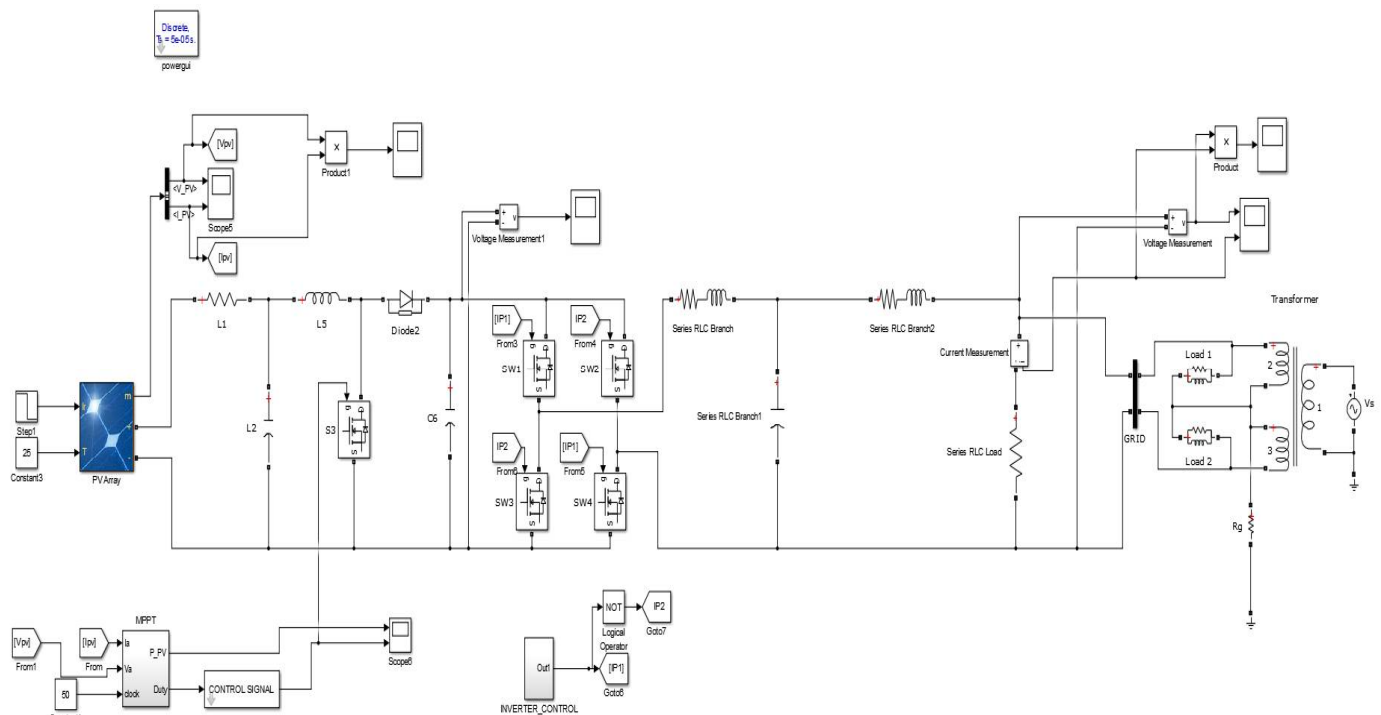 Discrete,
Ts = 5e-05 s.
powergui
[Vpv]
<V_PV>
<I_PV>
Scope5
[Ipv]
X
Product1
+
-
v
Voltage Measurement1
X
Product
+
-
v
Voltage Measurement
L1
L5
Diode2
[IP1]
From3
IP2
From4
Series RLC Branch
Series RLC Branch2
Transformer
g
D
S
SW1
g
D
S
SW2
Current Measurement
+
-
i
Load 1
2
1
Vs
Step1
25
Constant3
T
m
+
-
PV Array
L2
g
D
S
S3
C6
IP2
From6
[IP1]
From5
Series RLC Branch1
Series RLC Load
GRID
Load 2
3
g
D
S
SW3
g
D
S
SW4
Rg
MPPT
[Vpv]
From1
[Ipv]
From
Ia
Va
clock
P_PV
Duty
50
CONTROL SIGNAL
Scope6
Out1
INVERTER_CONTROL
NOT
Logical
Operator
IP2
Goto7
[IP1]
Goto6